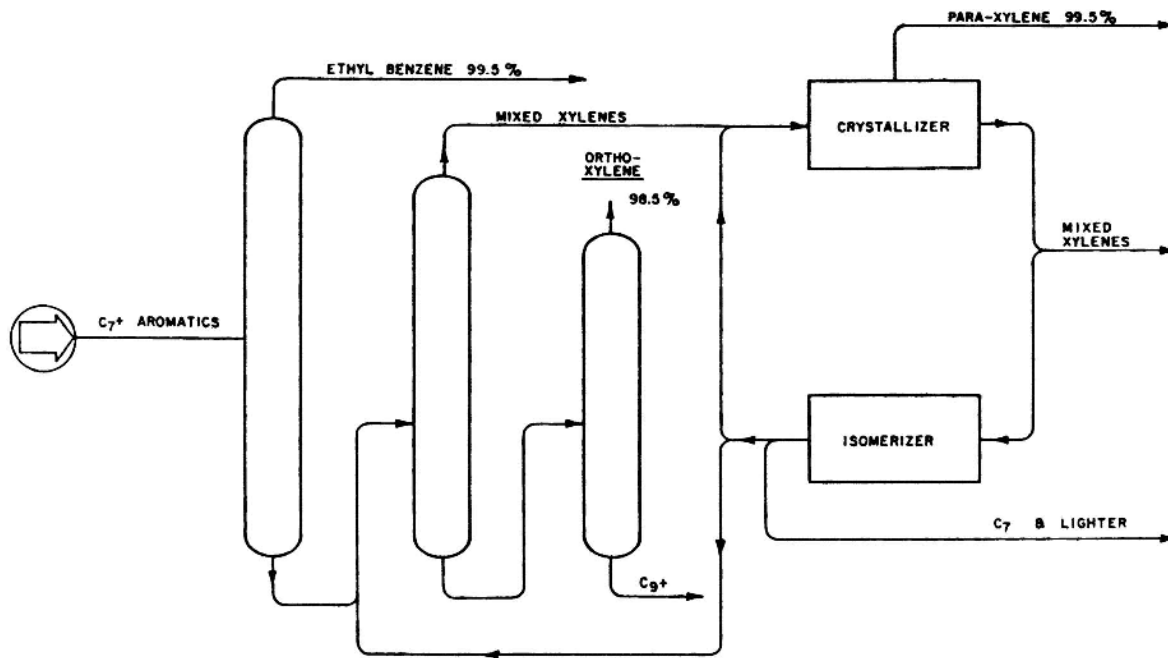 PARA-XYLENE 99.5%
ETHYL BENZENE 99.5%
MIXED XYLENES
CRYSTALLIZER
ORTHO-
XYLENE
98.5%
MIXED
XYLENES
C₇+ AROMATICS
ISOMERIZER
C₇ & LIGHTER
C₉+